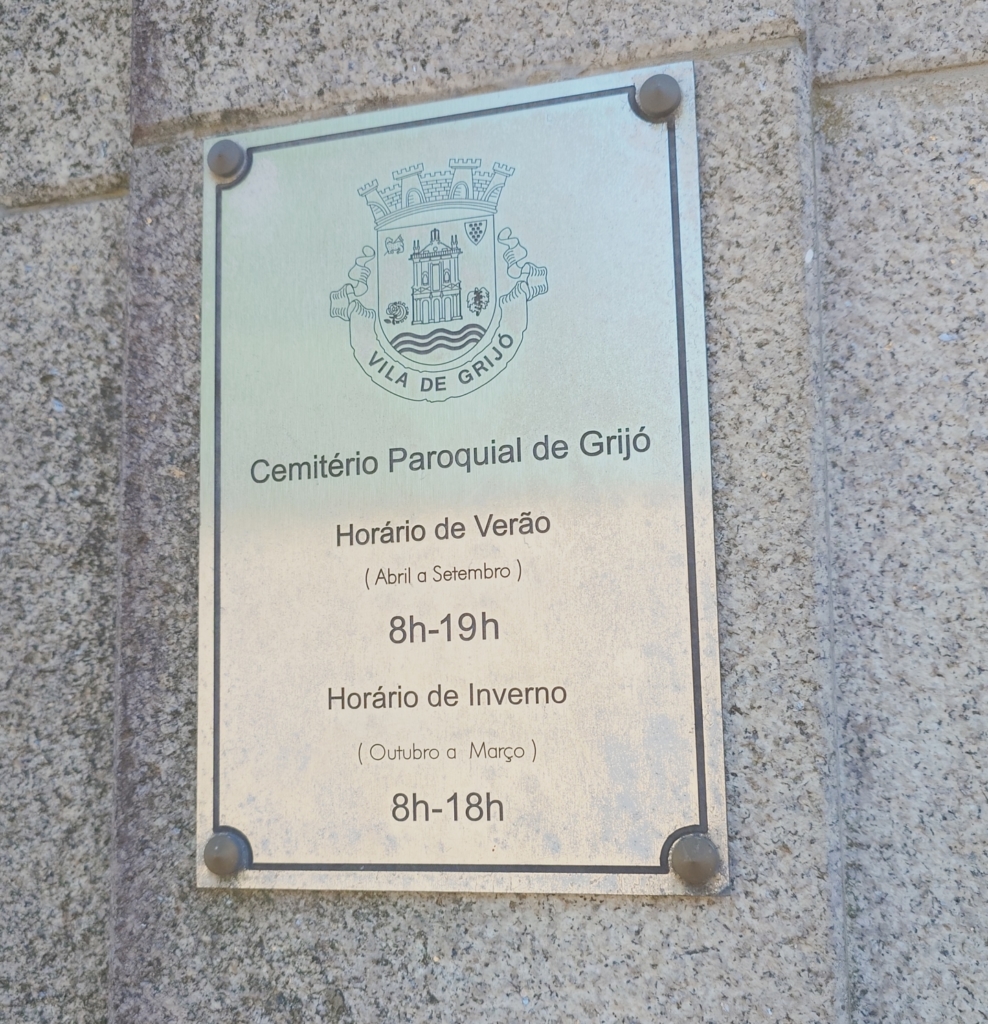 VILA DE GRIJÓ
Cemitério Paroquial de Grijó
Horário de Verão
( Abril a Setembro )
8h-19h
Horário de Inverno
( Outubro a Março )
8h-18h